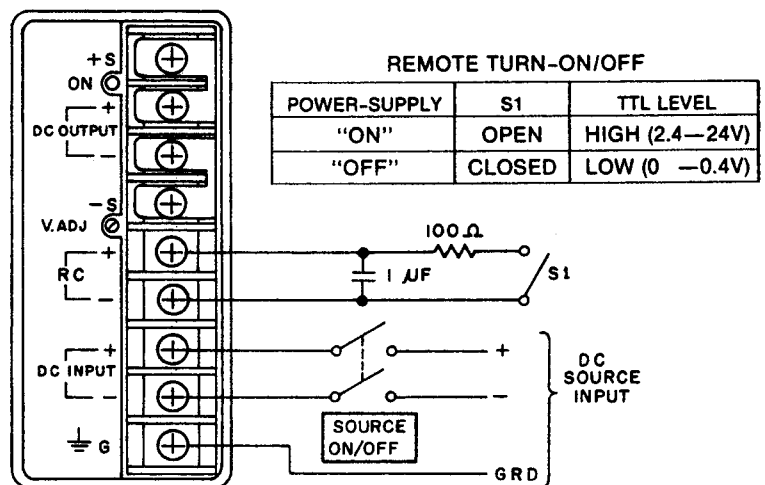 REMOTE TURN-ON/OFF
POWER-SUPPLY S1 TTL LEVEL
"ON" OPEN HIGH (2.4—24V)
"OFF" CLOSED LOW (0 —0.4V)
+S
ON
+
DC OUTPUT
−
−S
V. ADJ
+
RC
−
+
DC INPUT
−
G
100 Ω
1 µF
S1
SOURCE
ON/OFF
+
−
GRD
DC
SOURCE
INPUT